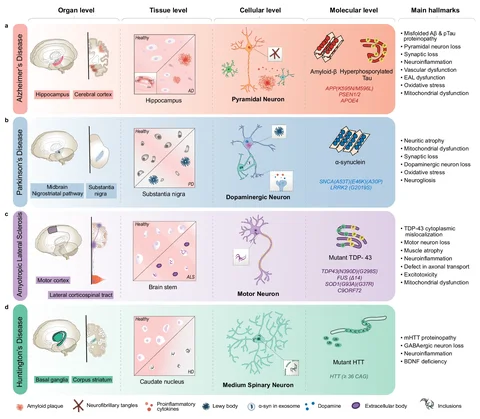 Organ level
Tissue level
Cellular level
Molecular level
Main hallmarks
a
Alzheimer's Disease
Hippocampus
Cerebral cortex
Healthy
AD
Hippocampus
Pyramidal Neuron
Amyloid-β
Hyperphosphorylated
Tau
APP(K595N/M596L)
PSEN1/2
APOE4
• Misfolded Aβ & pTau
proteinopathy
• Pyramidal neuron loss
• Synaptic loss
• Neuroinflammation
• Vascular dysfunction
• EAL dysfunction
• Oxidative stress
• Mitochondrial dysfunction
b
Parkinson's Disease
Midbrain
Nigrostriatal pathway
Substantia
nigra
Healthy
PD
Substantia nigra
Dopaminergic Neuron
α-synuclein
SNCA(A53T)(E46K)(A30P)
LRRK2 (G2019S)
• Neuritic atrophy
• Mitochondrial dysfunction
• Synaptic loss
• Dopaminergic neuron loss
• Oxidative stress
• Neurogliosis
c
Amyotrophic Lateral Sclerosis
Motor cortex
Lateral corticospinal tract
Healthy
ALS
Brain stem
Motor Neuron
Mutant TDP- 43
TDP43(N390D)(G298S)
FUS (Δ14)
SOD1(G93A)(G37R)
C9ORF72
• TDP-43 cytoplasmic
mislocalization
• Motor neuron loss
• Muscle atrophy
• Neuroinflammation
• Defect in axonal transport
• Excitotoxicity
• Mitochondrial dysfunction
d
Huntington's Disease
Basal ganglia
Corpus striatum
Healthy
HD
Caudate nucleus
Medium Spinary Neuron
Mutant HTT
HTT (≥ 36 CAG)
• mHTT proteinopathy
• GABAergic neuron loss
• Neuroinflammation
• BDNF deficiency
Amyloid plaque
Neurofibrillary tangles
Proinflammatory
cytokines
Lewy body
α-syn in exosome
Dopamine
Extracellular body
Inclusions